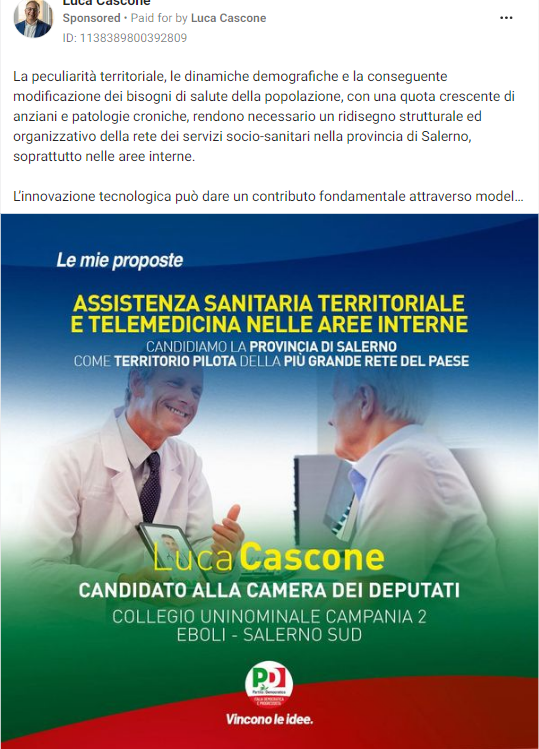 Luca Cascone
Sponsored • Paid for by Luca Cascone
ID: 1138389800392809
La peculiarità territoriale, le dinamiche demografiche e la conseguente
modificazione dei bisogni di salute della popolazione, con una quota crescente di
anziani e patologie croniche, rendono necessario un ridisegno strutturale ed
organizzativo della rete dei servizi socio-sanitari nella provincia di Salerno,
soprattutto nelle aree interne.
L'innovazione tecnologica può dare un contributo fondamentale attraverso model...
Le mie proposte
ASSISTENZA SANITARIA TERRITORIALE
E TELEMEDICINA NELLE AREE INTERNE
CANDIDIAMO LA PROVINCIA DI SALERNO
COME TERRITORIO PILOTA DELLA PIÙ GRANDE RETE DEL PAESE
Luca Cascone
CANDIDATO ALLA CAMERA DEI DEPUTATI
COLLEGIO UNINOMINALE CAMPANIA 2
EBOLI - SALERNO SUD
PD
Partito Democratico
ITALIA DEMOCRATICA
E PROGRESSISTA
Vincono le idee.